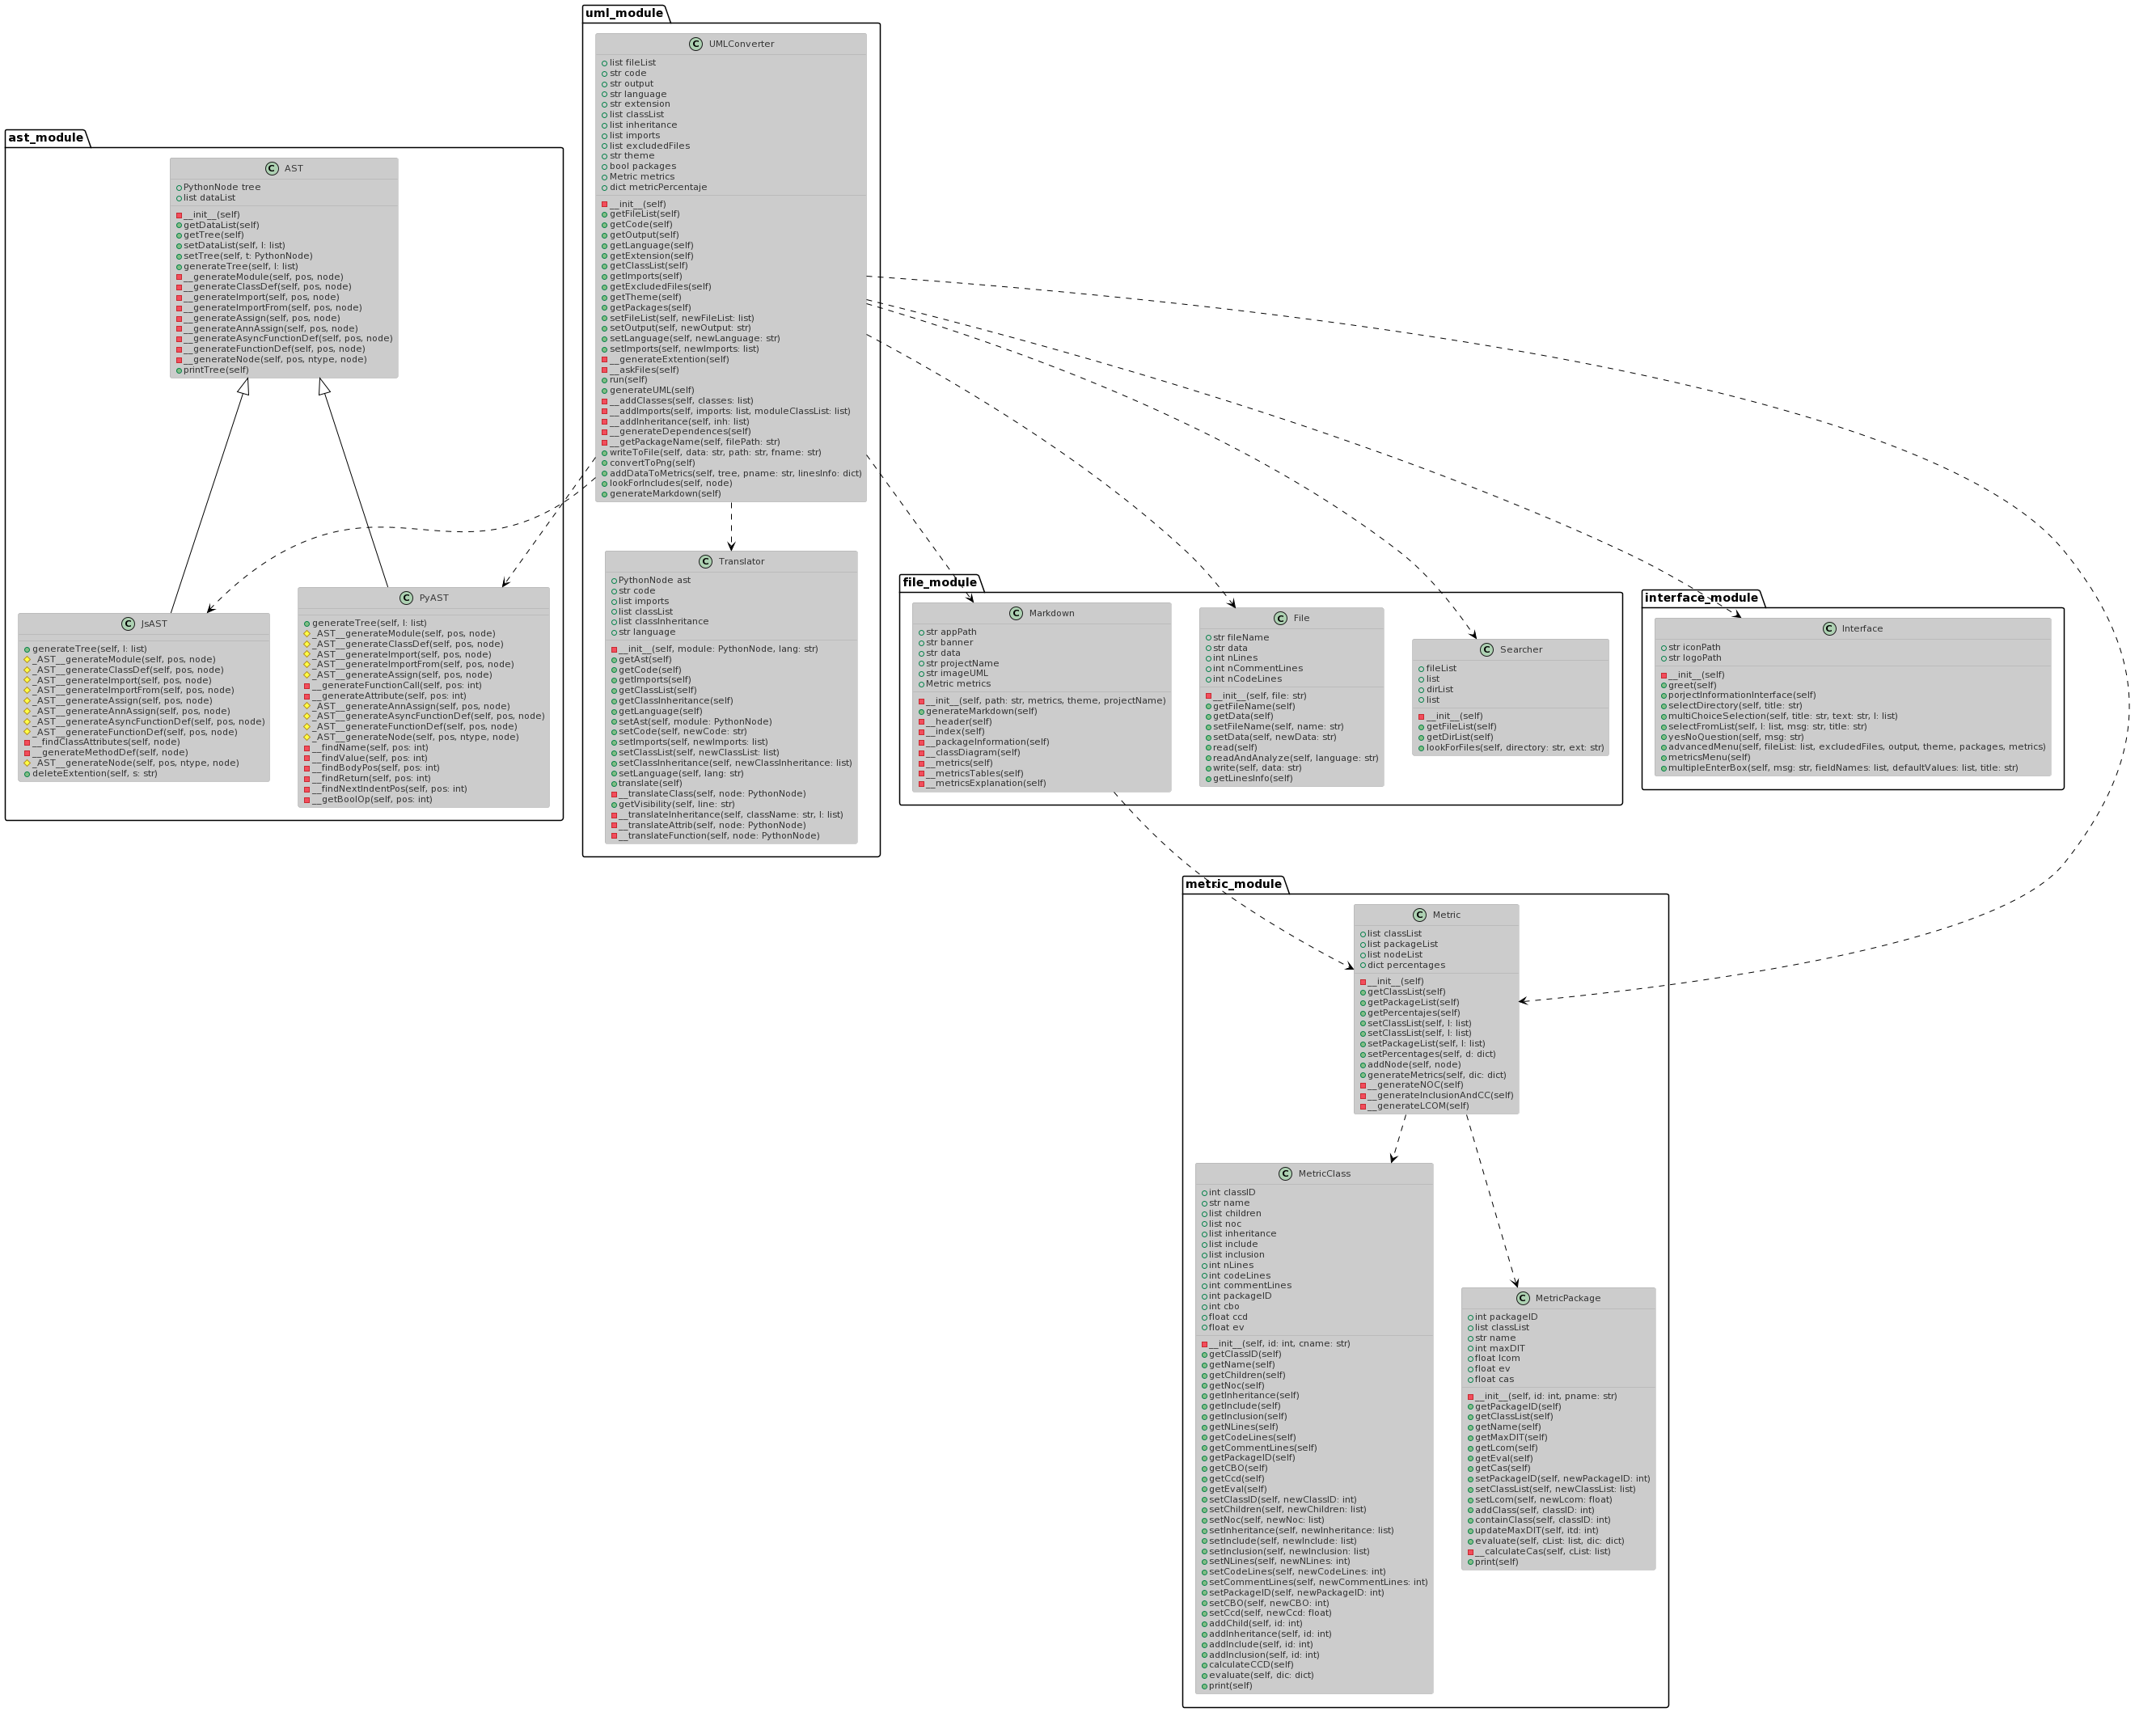 uml_module
C UMLConverter
list fileList
str code
str output
str language
str extension
list classList
list inheritance
list imports
list excludedFiles
str theme
bool packages
Metric metrics
dict metricPercentaje
__init__(self)
getFileList(self)
getCode(self)
getOutput(self)
getLanguage(self)
getExtension(self)
getClassList(self)
getImports(self)
getExcludedFiles(self)
getTheme(self)
getPackages(self)
setFileList(self, newFileList: list)
setOutput(self, newOutput: str)
setLanguage(self, newLanguage: str)
setImports(self, newImports: list)
__generateExtention(self)
__askFiles(self)
run(self)
generateUML(self)
__addClasses(self, classes: list)
__addImports(self, imports: list, moduleClassList: list)
__addInheritance(self, inh: list)
__generateDependences(self)
__getPackageName(self, filePath: str)
writeToFile(self, data: str, path: str, fname: str)
convertToPng(self)
addDataToMetrics(self, tree, pname: str, linesInfo: dict)
lookForIncludes(self, node)
generateMarkdown(self)
C Translator
PythonNode ast
str code
list imports
list classList
list classInheritance
str language
__init__(self, module: PythonNode, lang: str)
getAst(self)
getCode(self)
getImports(self)
getClassList(self)
getClassInheritance(self)
getLanguage(self)
setAst(self, module: PythonNode)
setCode(self, newCode: str)
setImports(self, newImports: list)
setClassList(self, newClassList: list)
setClassInheritance(self, newClassInheritance: list)
setLanguage(self, lang: str)
translate(self)
__translateClass(self, node: PythonNode)
getVisibility(self, line: str)
__translateInheritance(self, className: str, l: list)
__translateAttrib(self, node: PythonNode)
__translateFunction(self, node: PythonNode)
ast_module
C AST
PythonNode tree
list dataList
__init__(self)
getDataList(self)
getTree(self)
setDataList(self, l: list)
setTree(self, t: PythonNode)
generateTree(self, l: list)
__generateModule(self, pos, node)
__generateClassDef(self, pos, node)
__generateImport(self, pos, node)
__generateImportFrom(self, pos, node)
__generateAssign(self, pos, node)
__generateAnnAssign(self, pos, node)
__generateAsyncFunctionDef(self, pos, node)
__generateFunctionDef(self, pos, node)
__generateNode(self, pos, ntype, node)
printTree(self)
C JsAST
generateTree(self, l: list)
_AST__generateModule(self, pos, node)
_AST__generateClassDef(self, pos, node)
_AST__generateImport(self, pos, node)
_AST__generateImportFrom(self, pos, node)
_AST__generateAssign(self, pos, node)
_AST__generateAnnAssign(self, pos, node)
_AST__generateAsyncFunctionDef(self, pos, node)
_AST__generateFunctionDef(self, pos, node)
__findClassAttributes(self, node)
__generateMethodDef(self, node)
_AST__generateNode(self, pos, ntype, node)
deleteExtention(self, s: str)
C PyAST
generateTree(self, l: list)
_AST__generateModule(self, pos, node)
_AST__generateClassDef(self, pos, node)
_AST__generateImport(self, pos, node)
_AST__generateImportFrom(self, pos, node)
_AST__generateAssign(self, pos, node)
__generateFunctionCall(self, pos: int)
__generateAttribute(self, pos: int)
_AST__generateAnnAssign(self, pos, node)
_AST__generateAsyncFunctionDef(self, pos, node)
_AST__generateFunctionDef(self, pos, node)
_AST__generateNode(self, pos, ntype, node)
__findName(self, pos: int)
__findValue(self, pos: int)
__findBodyPos(self, pos: int)
__findReturn(self, pos: int)
__findNextIndentPos(self, pos: int)
__getBoolOp(self, pos: int)
file_module
C Markdown
str appPath
str banner
str data
str projectName
str imageUML
Metric metrics
__init__(self, path: str, metrics, theme, projectName)
generateMarkdown(self)
__header(self)
__index(self)
__packageInformation(self)
__classDiagram(self)
__metrics(self)
__metricsTables(self)
__metricsExplanation(self)
C File
str fileName
str data
int nLines
int nCommentLines
int nCodeLines
__init__(self, file: str)
getFileName(self)
getData(self)
setFileName(self, name: str)
setData(self, newData: str)
read(self)
readAndAnalyze(self, language: str)
write(self, data: str)
getLinesInfo(self)
C Searcher
fileList
list
dirList
list
__init__(self)
getFileList(self)
getDirList(self)
lookForFiles(self, directory: str, ext: str)
interface_module
C Interface
str iconPath
str logoPath
__init__(self)
greet(self)
porjectInformationInterface(self)
selectDirectory(self, title: str)
multiChoiceSelection(self, title: str, text: str, l: list)
selectFromList(self, l: list, msg: str, title: str)
yesNoQuestion(self, msg: str)
advancedMenu(self, fileList: list, excludedFiles, output, theme, packages, metrics)
metricsMenu(self)
multipleEnterBox(self, msg: str, fieldNames: list, defaultValues: list, title: str)
metric_module
C Metric
list classList
list packageList
list nodeList
dict percentages
__init__(self)
getClassList(self)
getPackageList(self)
getPercentajes(self)
setClassList(self, l: list)
setClassList(self, l: list)
setPackageList(self, l: list)
setPercentages(self, d: dict)
addNode(self, node)
generateMetrics(self, dic: dict)
__generateNOC(self)
__generateInclusionAndCC(self)
__generateLCOM(self)
C MetricClass
int classID
str name
list children
list noc
list inheritance
list include
list inclusion
int nLines
int codeLines
int commentLines
int packageID
int cbo
float ccd
float ev
__init__(self, id: int, cname: str)
getClassID(self)
getName(self)
getChildren(self)
getNoc(self)
getInheritance(self)
getInclude(self)
getInclusion(self)
getNLines(self)
getCodeLines(self)
getCommentLines(self)
getPackageID(self)
getCBO(self)
getCcd(self)
getEval(self)
setClassID(self, newClassID: int)
setChildren(self, newChildren: list)
setNoc(self, newNoc: list)
setInheritance(self, newInheritance: list)
setInclude(self, newInclude: list)
setInclusion(self, newInclusion: list)
setNLines(self, newNLines: int)
setCodeLines(self, newCodeLines: int)
setCommentLines(self, newCommentLines: int)
setPackageID(self, newPackageID: int)
setCBO(self, newCBO: int)
setCcd(self, newCcd: float)
addChild(self, id: int)
addInheritance(self, id: int)
addInclude(self, id: int)
addInclusion(self, id: int)
calculateCCD(self)
evaluate(self, dic: dict)
print(self)
C MetricPackage
int packageID
list classList
str name
int maxDIT
float lcom
float ev
float cas
__init__(self, id: int, pname: str)
getPackageID(self)
getClassList(self)
getName(self)
getMaxDIT(self)
getLcom(self)
getEval(self)
getCas(self)
setPackageID(self, newPackageID: int)
setClassList(self, newClassList: list)
setLcom(self, newLcom: float)
addClass(self, classID: int)
containClass(self, classID: int)
updateMaxDIT(self, itd: int)
evaluate(self, cList: list, dic: dict)
__calculateCas(self, cList: list)
print(self)